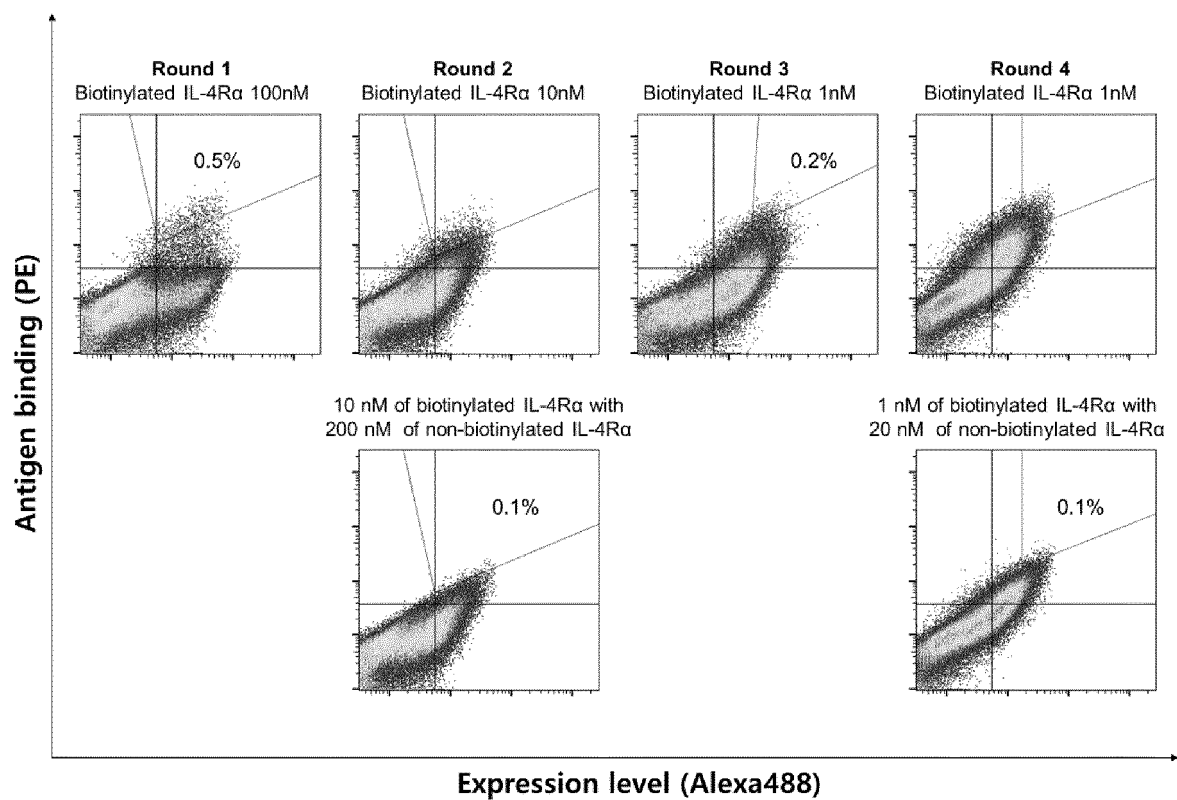 Round 1
Biotinylated IL-4Rα 100nM
0.5%
Round 2
Biotinylated IL-4Rα 10nM
Round 3
Biotinylated IL-4Rα 1nM
0.2%
Round 4
Biotinylated IL-4Rα 1nM
10 nM of biotinylated IL-4Rα with
200 nM of non-biotinylated IL-4Rα
0.1%
1 nM of biotinylated IL-4Rα with
20 nM of non-biotinylated IL-4Rα
0.1%
Antigen binding (PE)
Expression level (Alexa488)